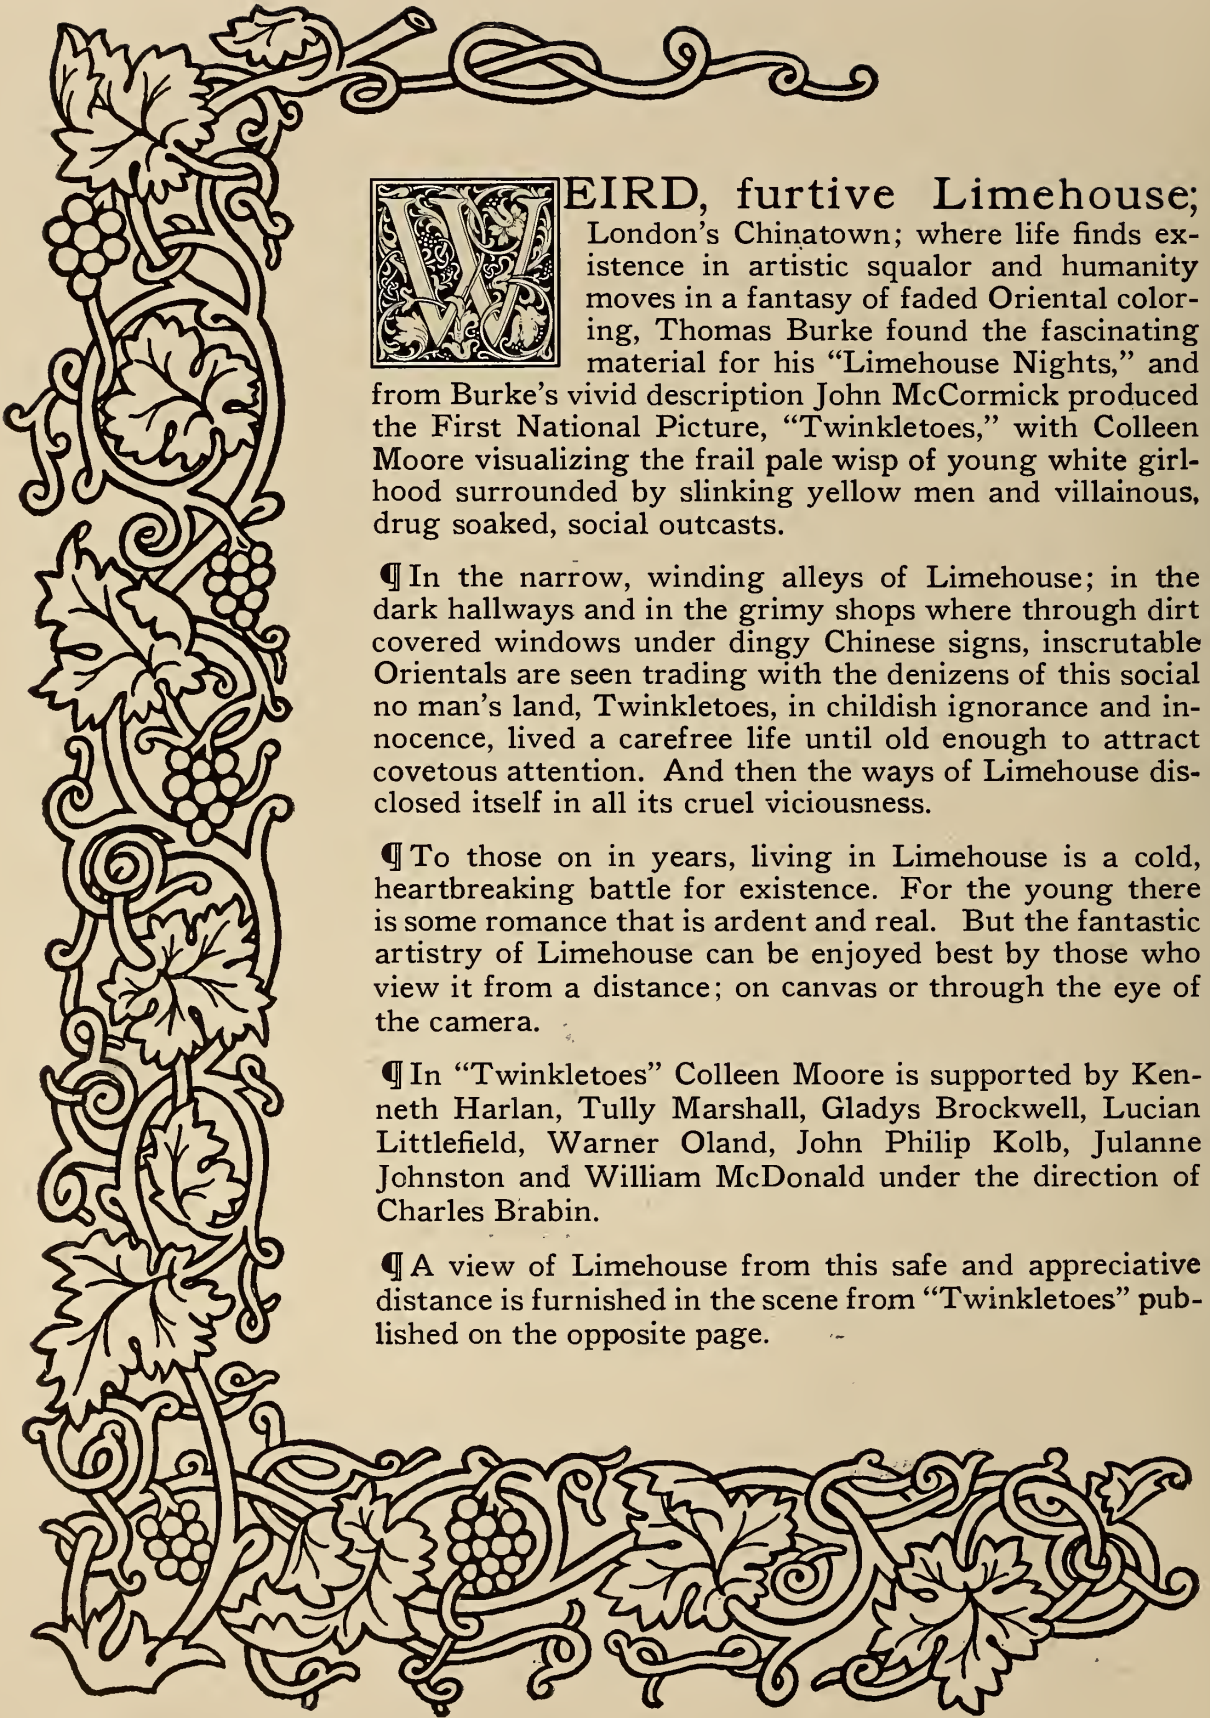 WEIRD, furtive Limehouse;
London's Chinatown; where life finds ex-
istence in artistic squalor and humanity
moves in a fantasy of faded Oriental color-
ing, Thomas Burke found the fascinating
material for his “Limehouse Nights,” and
from Burke's vivid description John McCormick produced
the First National Picture, “Twinkletoes,” with Colleen
Moore visualizing the frail pale wisp of young white girl-
hood surrounded by slinking yellow men and villainous,
drug soaked, social outcasts.
¶ In the narrow, winding alleys of Limehouse; in the
dark hallways and in the grimy shops where through dirt
covered windows under dingy Chinese signs, inscrutable
Orientals are seen trading with the denizens of this social
no man's land, Twinkletoes, in childish ignorance and in-
nocence, lived a carefree life until old enough to attract
covetous attention. And then the ways of Limehouse dis-
closed itself in all its cruel viciousness.
¶ To those on in years, living in Limehouse is a cold,
heartbreaking battle for existence. For the young there
is some romance that is ardent and real. But the fantastic
artistry of Limehouse can be enjoyed best by those who
view it from a distance; on canvas or through the eye of
the camera.
¶ In “Twinkletoes” Colleen Moore is supported by Ken-
neth Harlan, Tully Marshall, Gladys Brockwell, Lucian
Littlefield, Warner Oland, John Philip Kolb, Julanne
Johnston and William McDonald under the direction of
Charles Brabin.
¶ A view of Limehouse from this safe and appreciative
distance is furnished in the scene from “Twinkletoes” pub-
lished on the opposite page.